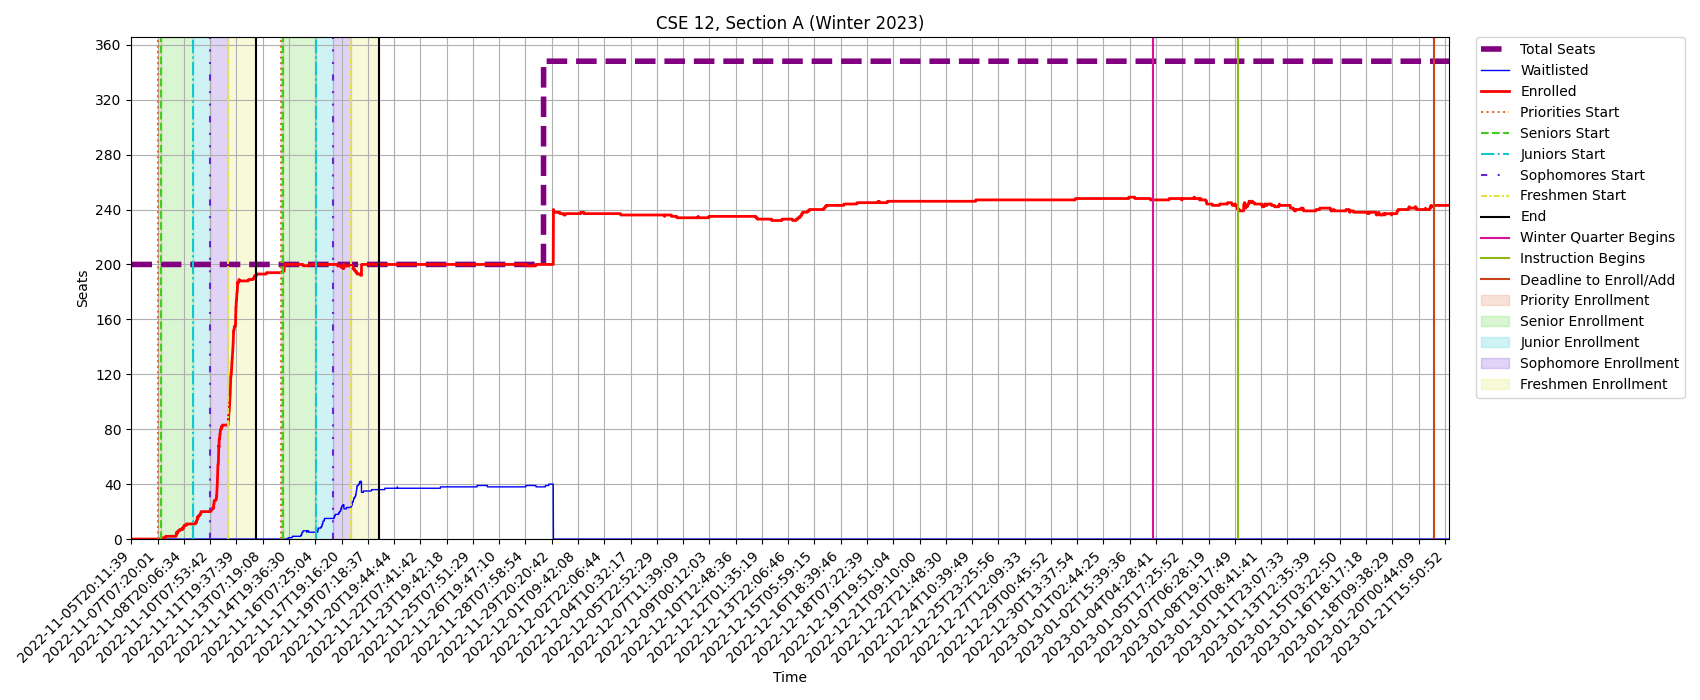 CSE 12, Section A (Winter 2023)
360
320
280
240
200
160
120
80
40
0
Seats
2022-11-05T20:11:39
2022-11-07T07:20:01
2022-11-08T20:06:34
2022-11-10T07:53:42
2022-11-11T19:37:39
2022-11-13T07:19:08
2022-11-14T19:36:30
2022-11-16T07:25:04
2022-11-17T19:16:20
2022-11-19T07:18:37
2022-11-20T19:44:44
2022-11-22T07:41:42
2022-11-23T19:42:18
2022-11-25T07:51:29
2022-11-26T19:47:10
2022-11-28T07:58:54
2022-11-29T20:20:42
2022-12-01T09:42:08
2022-12-02T22:06:44
2022-12-04T10:32:17
2022-12-05T22:52:29
2022-12-07T11:39:09
2022-12-09T00:12:03
2022-12-10T12:48:36
2022-12-12T01:35:19
2022-12-13T22:06:46
2022-12-15T05:59:15
2022-12-16T18:39:46
2022-12-18T07:22:39
2022-12-19T19:51:04
2022-12-21T09:10:00
2022-12-22T21:48:30
2022-12-24T10:39:49
2022-12-25T23:25:56
2022-12-27T12:09:33
2022-12-29T00:45:52
2022-12-30T13:37:54
2023-01-01T02:44:25
2023-01-02T15:39:36
2023-01-04T04:28:41
2023-01-05T17:25:52
2023-01-07T06:28:19
2023-01-08T19:17:49
2023-01-10T08:41:41
2023-01-11T23:07:33
2023-01-13T12:35:39
2023-01-15T03:22:50
2023-01-16T18:17:18
2023-01-18T09:38:29
2023-01-20T00:44:09
2023-01-21T15:50:52
Time
Total Seats
Waitlisted
Enrolled
Priorities Start
Seniors Start
Juniors Start
Sophomores Start
Freshmen Start
End
Winter Quarter Begins
Instruction Begins
Deadline to Enroll/Add
Priority Enrollment
Senior Enrollment
Junior Enrollment
Sophomore Enrollment
Freshmen Enrollment